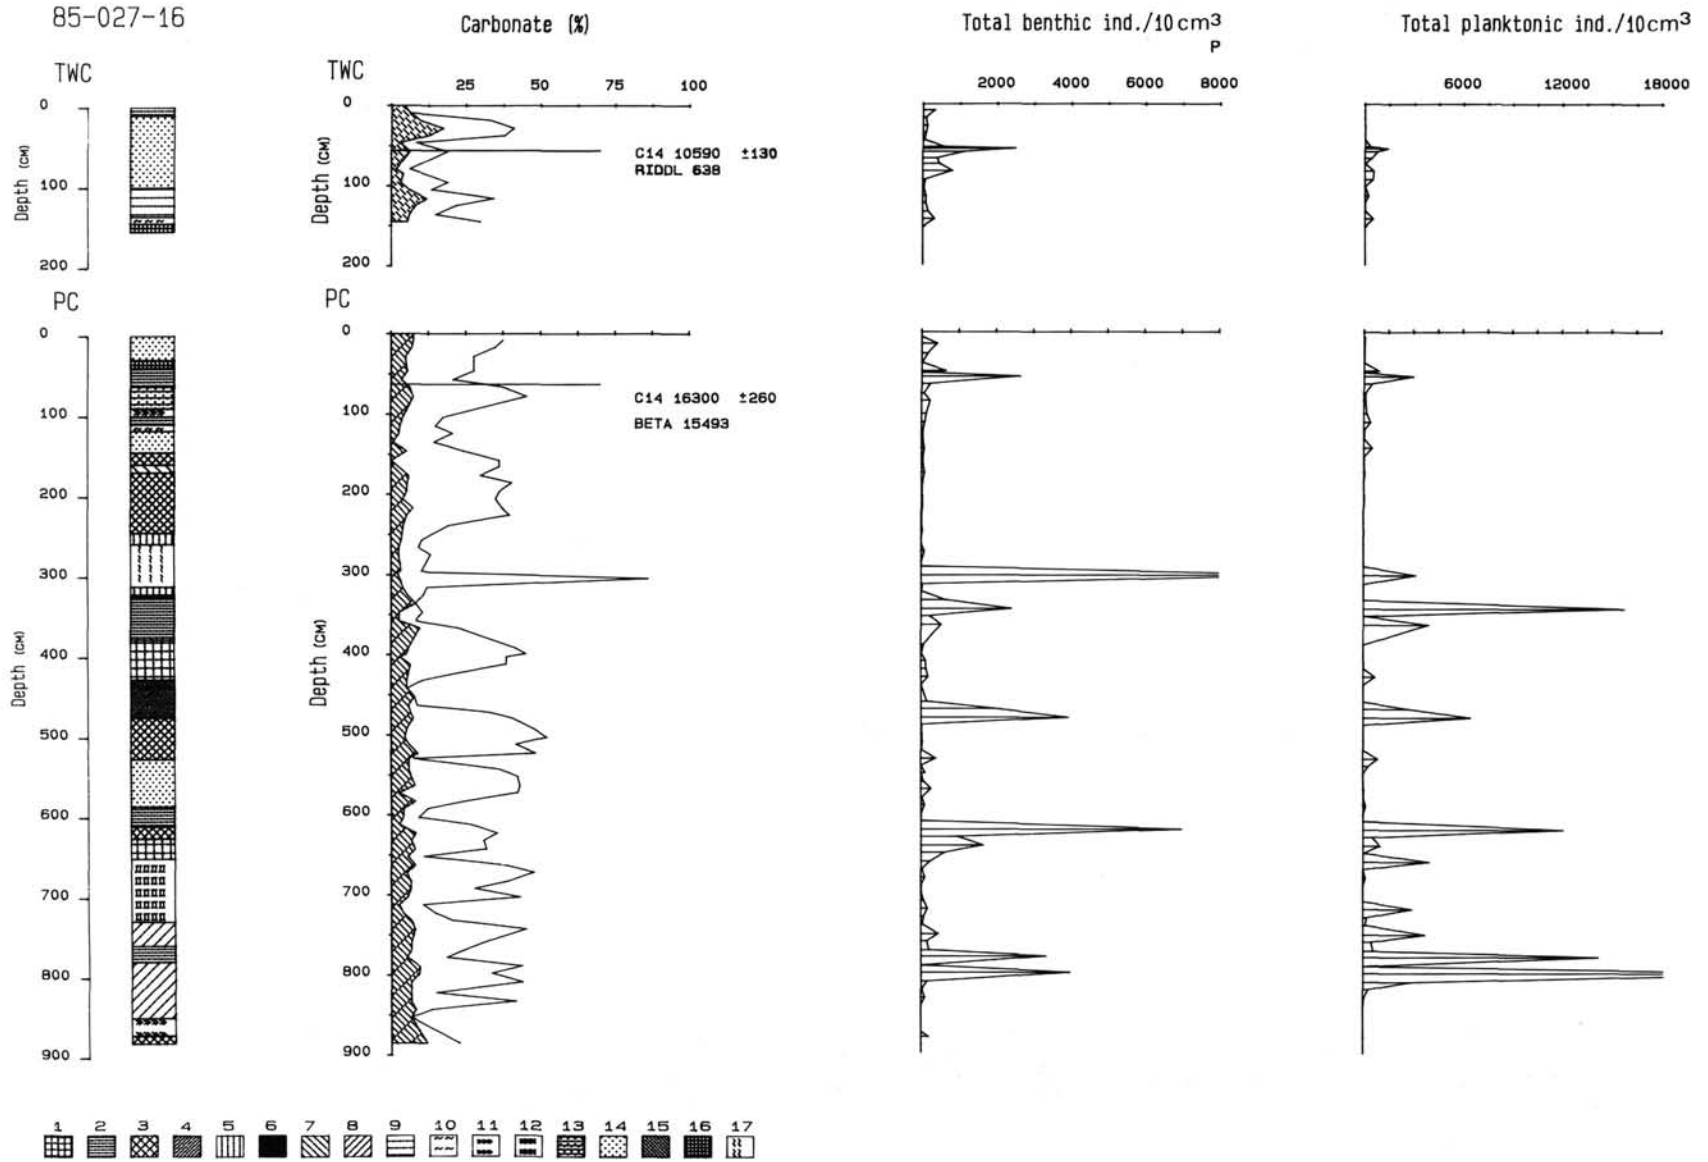 85-027-16
Carbonate (%)
Total benthic ind./10cm³
P
Total planktonic ind./10cm³
TWC
TWC
25 50 75 100
2000 4000 6000 8000
6000 12000 18000
0
100
200
Depth (CM)
0
100
200
Depth (CM)
C14 10590 ±130
RIDDL 638
PC
PC
0
100
200
300
400
500
600
700
800
900
Depth (CM)
0
100
200
300
400
500
600
700
800
900
Depth (CM)
C14 16300 ±260
BETA 15493
1 2 3 4 5 6 7 8 9 10 11 12 13 14 15 16 17